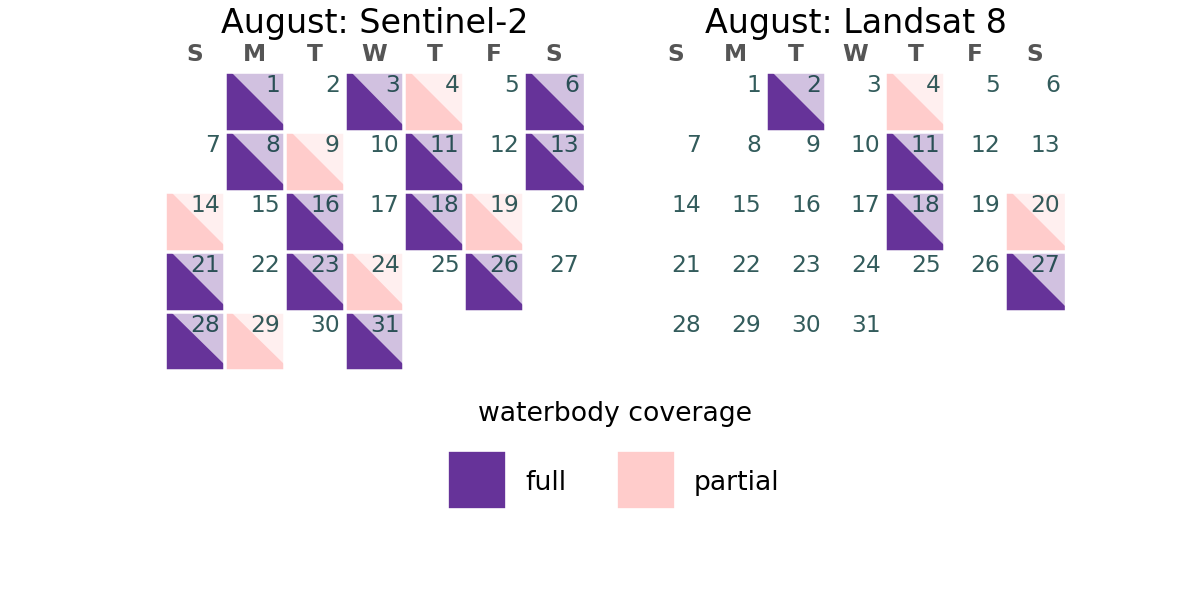 August: Sentinel-2
S M T W T F S
1 2 3 4 5 6
7 8 9 10 11 12 13
14 15 16 17 18 19 20
21 22 23 24 25 26 27
28 29 30 31
August: Landsat 8
S M T W T F S
1 2 3 4 5 6
7 8 9 10 11 12 13
14 15 16 17 18 19 20
21 22 23 24 25 26 27
28 29 30 31
waterbody coverage
full
partial